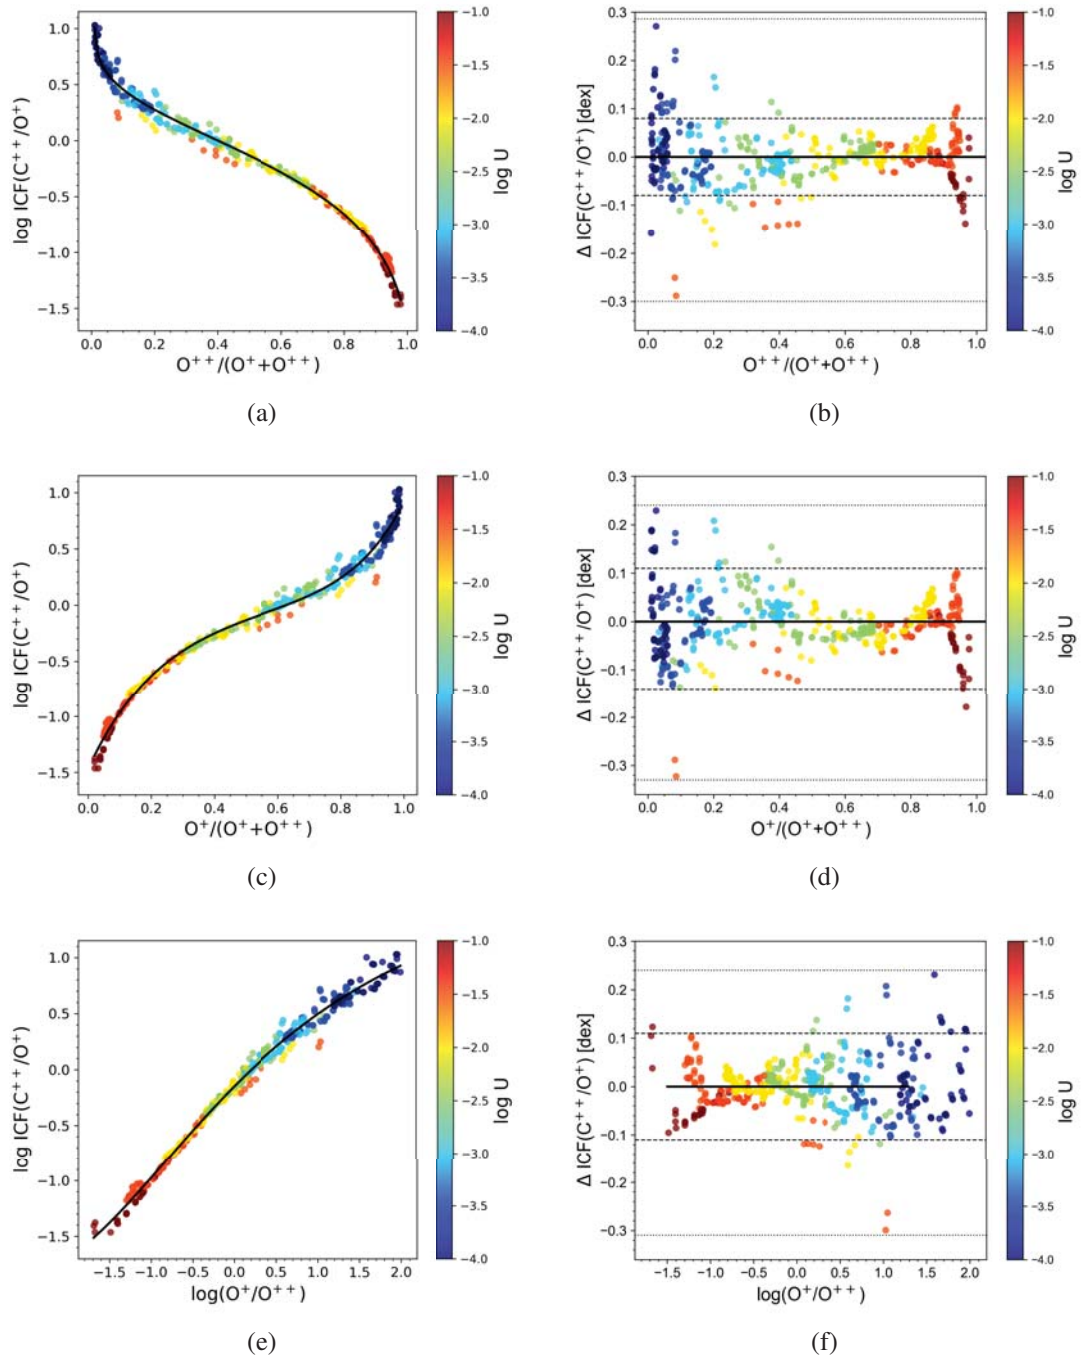 1.0
0.5
0.0
−0.5
−1.0
−1.5
log ICF(C⁺⁺/O⁺)
0.0 0.2 0.4 0.6 0.8 1.0
O⁺⁺/(O⁺+O⁺⁺)
−1.0
−1.5
−2.0
−2.5
−3.0
−3.5
−4.0
log U
(a)
0.3
0.2
0.1
0.0
−0.1
−0.2
−0.3
Δ ICF(C⁺⁺/O⁺) [dex]
0.0 0.2 0.4 0.6 0.8 1.0
O⁺⁺/(O⁺+O⁺⁺)
−1.0
−1.5
−2.0
−2.5
−3.0
−3.5
−4.0
log U
(b)
1.0
0.5
0.0
−0.5
−1.0
−1.5
log ICF(C⁺⁺/O⁺)
0.0 0.2 0.4 0.6 0.8 1.0
O⁺/(O⁺+O⁺⁺)
−1.0
−1.5
−2.0
−2.5
−3.0
−3.5
−4.0
log U
(c)
0.3
0.2
0.1
0.0
−0.1
−0.2
−0.3
Δ ICF(C⁺⁺/O⁺) [dex]
0.0 0.2 0.4 0.6 0.8 1.0
O⁺/(O⁺+O⁺⁺)
−1.0
−1.5
−2.0
−2.5
−3.0
−3.5
−4.0
log U
(d)
1.0
0.5
0.0
−0.5
−1.0
−1.5
log ICF(C⁺⁺/O⁺)
−1.5 −1.0 −0.5 0.0 0.5 1.0 1.5 2.0
log(O⁺/O⁺⁺)
−1.0
−1.5
−2.0
−2.5
−3.0
−3.5
−4.0
log U
(e)
0.3
0.2
0.1
0.0
−0.1
−0.2
−0.3
Δ ICF(C⁺⁺/O⁺) [dex]
−1.5 −1.0 −0.5 0.0 0.5 1.0 1.5 2.0
log(O⁺/O⁺⁺)
−1.0
−1.5
−2.0
−2.5
−3.0
−3.5
−4.0
log U
(f)